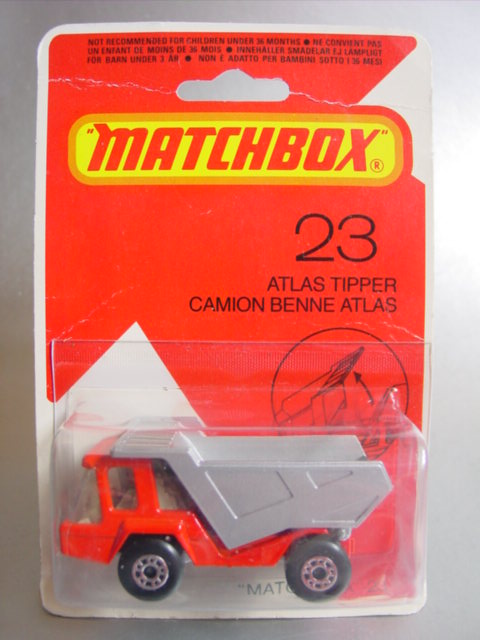 NOT RECOMMENDED FOR CHILDREN UNDER 36 MONTHS ● NE CONVIENT PAS
UN ENFANT DE MOINS DE 36 MOIS ● INNEHÅLLER SMÅDELAR EJ LÄMPLIGT
FÖR BARN UNDER 3 ÅR ● NON È ADATTO PER BAMBINI SOTTO I 36 MESI
"MATCHBOX"®
23
ATLAS TIPPER
CAMION BENNE ATLAS
"MATC